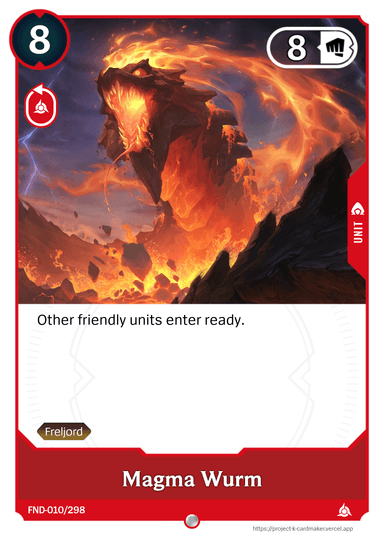 8
8
UNIT
Other friendly units enter ready.
Freljord
Magma Wurm
FND-010/298
https://project-k-cardmaker.vercel.app